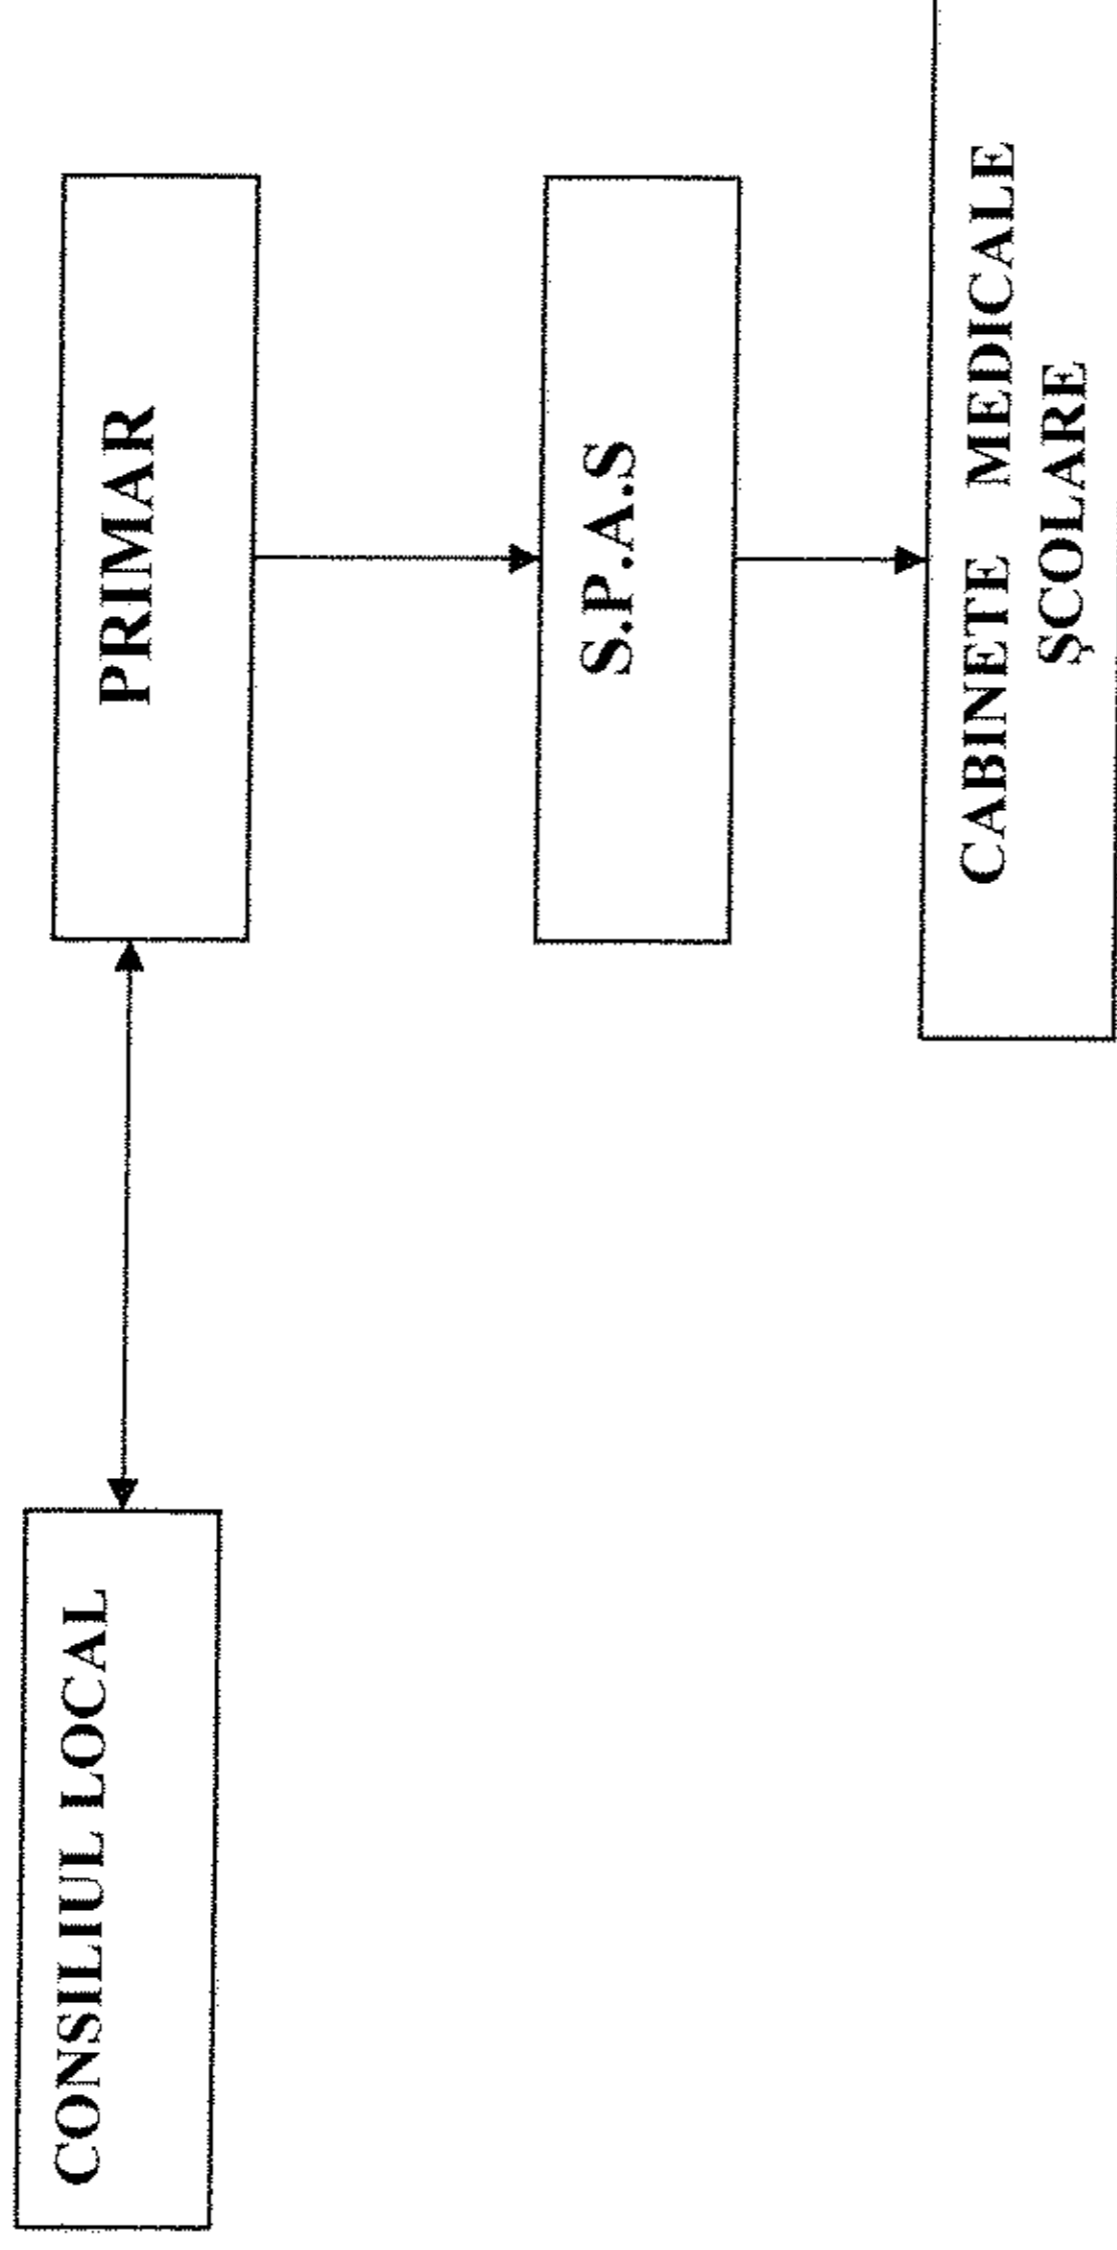 CONSILIUL LOCAL
PRIMAR
S.P.A.S
CABINETE MEDICALE
ŞCOLARE